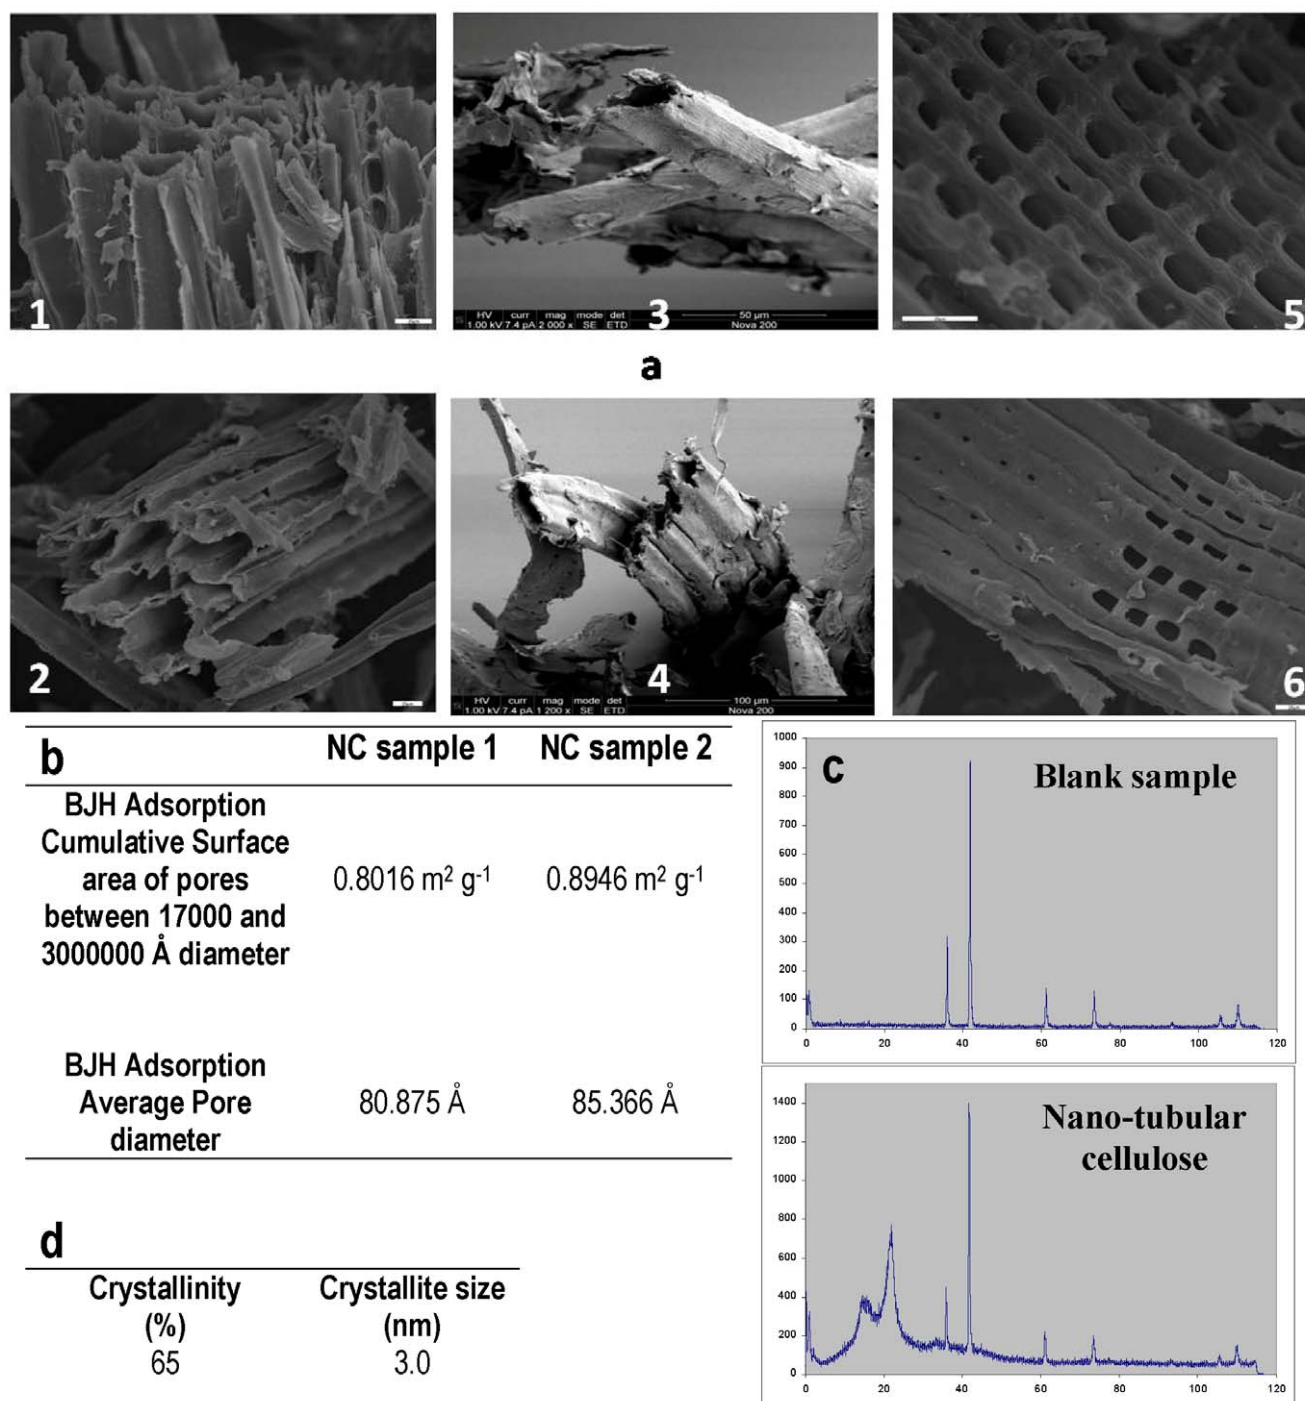 1
HV curr mag mode det
1.00 kV 7.4 pA 2 000 x SE ETD
50 µm
Nova 200
3
5
a
2
HV curr mag mode det
1.00 kV 7.4 pA 1 200 x SE ETD
100 µm
Nova 200
4
6
b
NC sample 1 NC sample 2
BJH Adsorption
Cumulative Surface
area of pores
between 17000 and
3000000 Å diameter
0.8016 m² g⁻¹ 0.8946 m² g⁻¹
BJH Adsorption
Average Pore
diameter
80.875 Å 85.366 Å
c
Blank sample
1000
900
800
700
600
500
400
300
200
100
0
0 20 40 60 80 100 120
Nano-tubular
cellulose
1400
1200
1000
800
600
400
200
0
0 20 40 60 80 100 120
d
Crystallinity
(%)
Crystallite size
(nm)
65 3.0